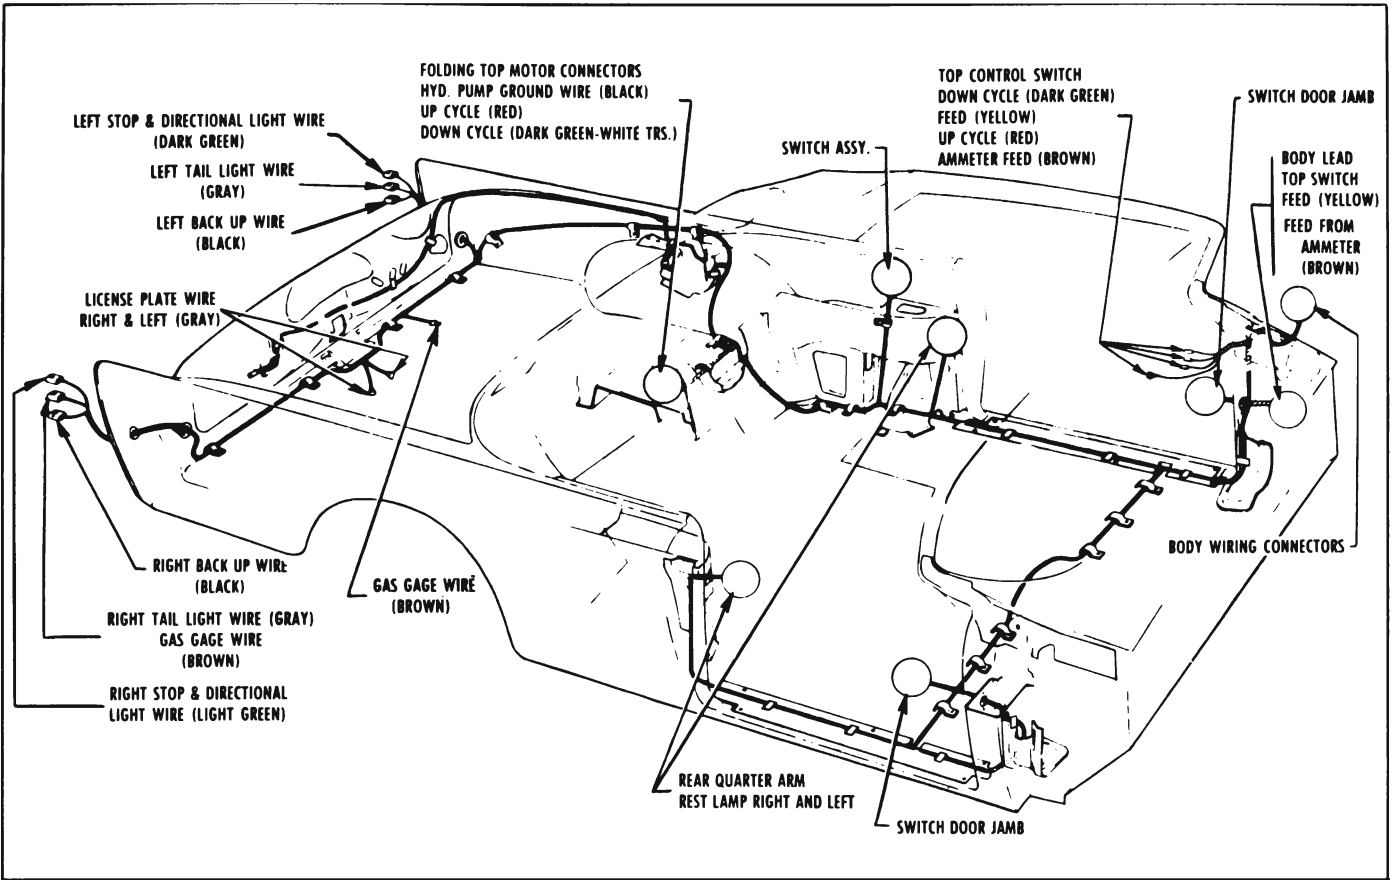 FOLDING TOP MOTOR CONNECTORS
HYD. PUMP GROUND WIRE (BLACK)
UP CYCLE (RED)
DOWN CYCLE (DARK GREEN-WHITE TRS.)
TOP CONTROL SWITCH
DOWN CYCLE (DARK GREEN)
FEED (YELLOW)
UP CYCLE (RED)
AMMETER FEED (BROWN)
SWITCH DOOR JAMB
LEFT STOP & DIRECTIONAL LIGHT WIRE
(DARK GREEN)
SWITCH ASSY.
BODY LEAD
TOP SWITCH
FEED (YELLOW)
FEED FROM
AMMETER
(BROWN)
LEFT TAIL LIGHT WIRE
(GRAY)
LEFT BACK UP WIRE
(BLACK)
LICENSE PLATE WIRE
RIGHT & LEFT (GRAY)
BODY WIRING CONNECTORS
RIGHT BACK UP WIRE
(BLACK)
GAS GAGE WIRE
(BROWN)
RIGHT TAIL LIGHT WIRE (GRAY)
GAS GAGE WIRE
(BROWN)
RIGHT STOP & DIRECTIONAL
LIGHT WIRE (LIGHT GREEN)
REAR QUARTER ARM
REST LAMP RIGHT AND LEFT
SWITCH DOOR JAMB